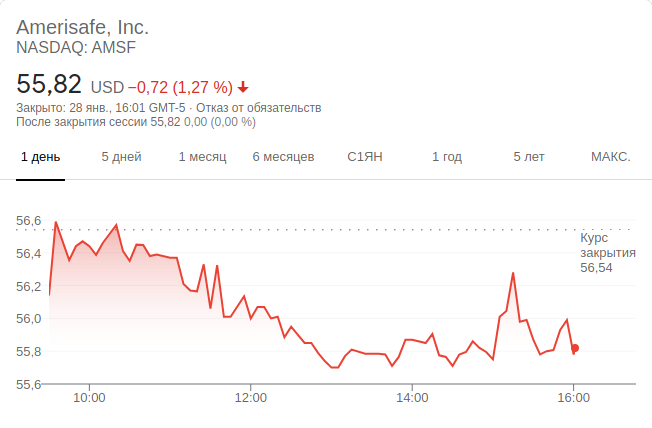 Amerisafe, Inc.
NASDAQ: AMSF
55,82 USD −0,72 (1,27 %)
Закрыто: 28 янв., 16:01 GMT-5 · Отказ от обязательств
После закрытия сессии 55,82 0,00 (0,00 %)
1 день 5 дней 1 месяц 6 месяцев С1ЯН 1 год 5 лет МАКС.
56,6
Курс
закрытия
56,54
56,4
56,2
56,0
55,8
55,6
10:00 12:00 14:00 16:00